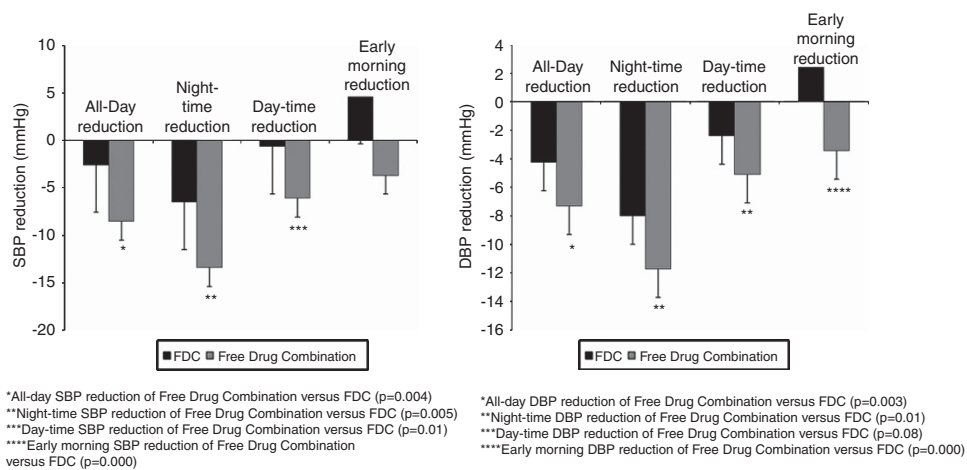 10
5
0
-5
-10
-15
-20
SBP reduction (mmHg)
All-Day
reduction
Night-
time
reduction
Day-time
reduction
Early
morning
reduction
*
**
***
FDC
Free Drug Combination
*All-day SBP reduction of Free Drug Combination versus FDC (p=0.004)
**Night-time SBP reduction of Free Drug Combination versus FDC (p=0.005)
***Day-time SBP reduction of Free Drug Combination versus FDC (p=0.01)
****Early morning SBP reduction of Free Drug Combination
versus FDC (p=0.000)
4
2
0
-2
-4
-6
-8
-10
-12
-14
-16
DBP reduction (mmHg)
All-Day
reduction
Night-time
reduction
Day-time
reduction
Early
morning
reduction
*
**
**
****
FDC
Free Drug Combination
*All-day DBP reduction of Free Drug Combination versus FDC (p=0.003)
**Night-time DBP reduction of Free Drug Combination versus FDC (p=0.01)
***Day-time DBP reduction of Free Drug Combination versus FDC (p=0.08)
****Early morning DBP reduction of Free Drug Combination versus FDC (p=0.000)